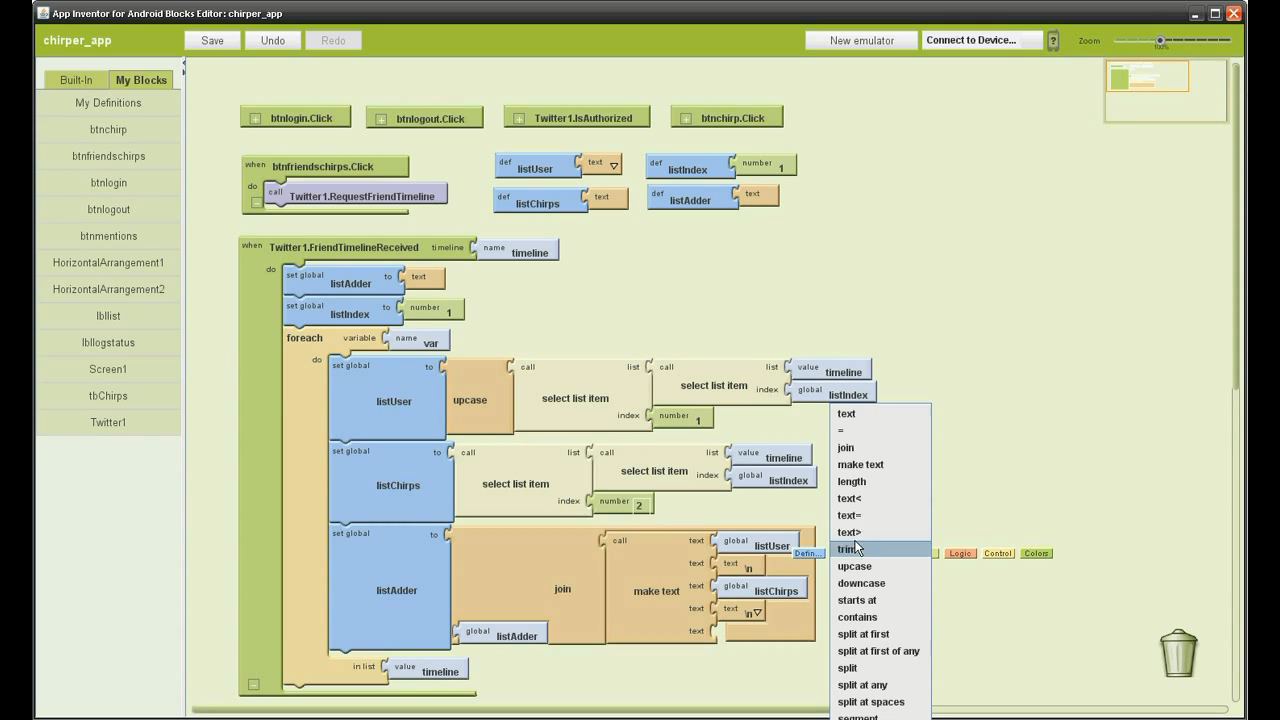 App Inventor for Android Blocks Editor: chirper_app
chirper_app Save Undo Redo New emulator Connect to Device... ? Zoom 100%
Built-In My Blocks
My Definitions
btnchirp
btnfriendschirps
btnlogin
btnlogout
btnmentions
HorizontalArrangement1
HorizontalArrangement2
lbllist
lbllogstatus
Screen1
tbChirps
Twitter1
btnlogin.Click btnlogout.Click Twitter1.IsAuthorized btnchirp.Click
when btnfriendschirps.Click
do call Twitter1.RequestFriendTimeline
def listUser text
def listIndex number 1
def listChirps text
def listAdder text
when Twitter1.FriendTimelineReceived timeline name timeline
do set global listAdder to text
set global listIndex to number 1
foreach variable name var
do set global listUser to upcase call select list item list call select list item list value timeline
index global listIndex
index number 1
set global listChirps to call select list item list call select list item list value timeline
index global listIndex
index number 2
set global listAdder to join call make text text global listUser
text text \n
text global listChirps
text text \n
global listAdder text
in list value timeline
text
=
join
make text
length
text<
text=
text>
trim
upcase
downcase
starts at
contains
split at first
split at first of any
split
split at any
split at spaces
segment
Defin... Logic Control Colors